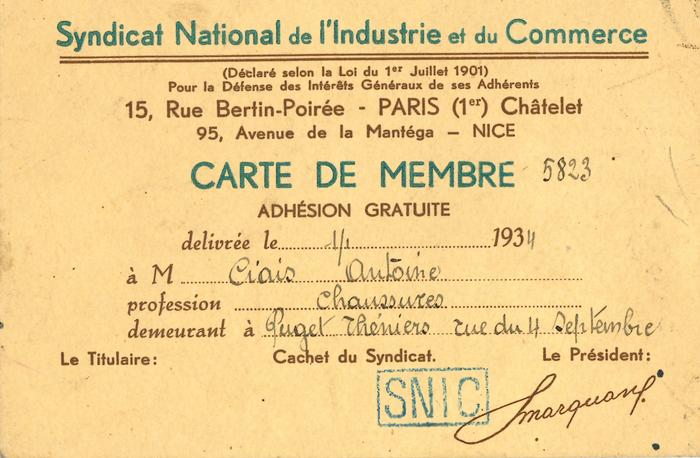 Syndicat National de l'Industrie et du Commerce
(Déclaré selon la Loi du 1er Juillet 1901)
Pour la Défense des Intérêts Généraux de ses Adhérents
15, Rue Bertin-Poirée - PARIS (1er) Châtelet
95, Avenue de la Mantéga - NICE
CARTE DE MEMBRE 5823
ADHÉSION GRATUITE
delivrée le 1/1 1934
à M Ciais Antoine
profession Chaussures
demeurant à Puget Théniers rue du 4 Septembre
Le Titulaire: Cachet du Syndicat. Le Président:
SNIC